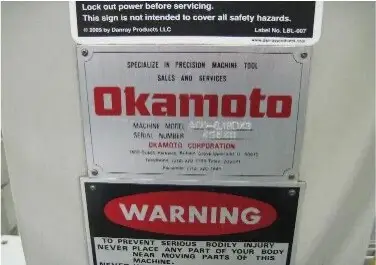 Lock out power before servicing.
This sign is not intended to cover all safety hazards.
© 2003 by Danray Products LLC Label No. LBL-007
SPECIALIZE IN PRECISION MACHINE TOOL
SALES AND SERVICES
Okamoto
MACHINE MODEL
SERIAL NUMBER
OKAMOTO CORPORATION
WARNING
TO PREVENT SERIOUS BODILY INJURY
NEVER PLACE ANY PART OF YOUR BODY
NEAR MOVING PARTS OF THIS
MACHINE.